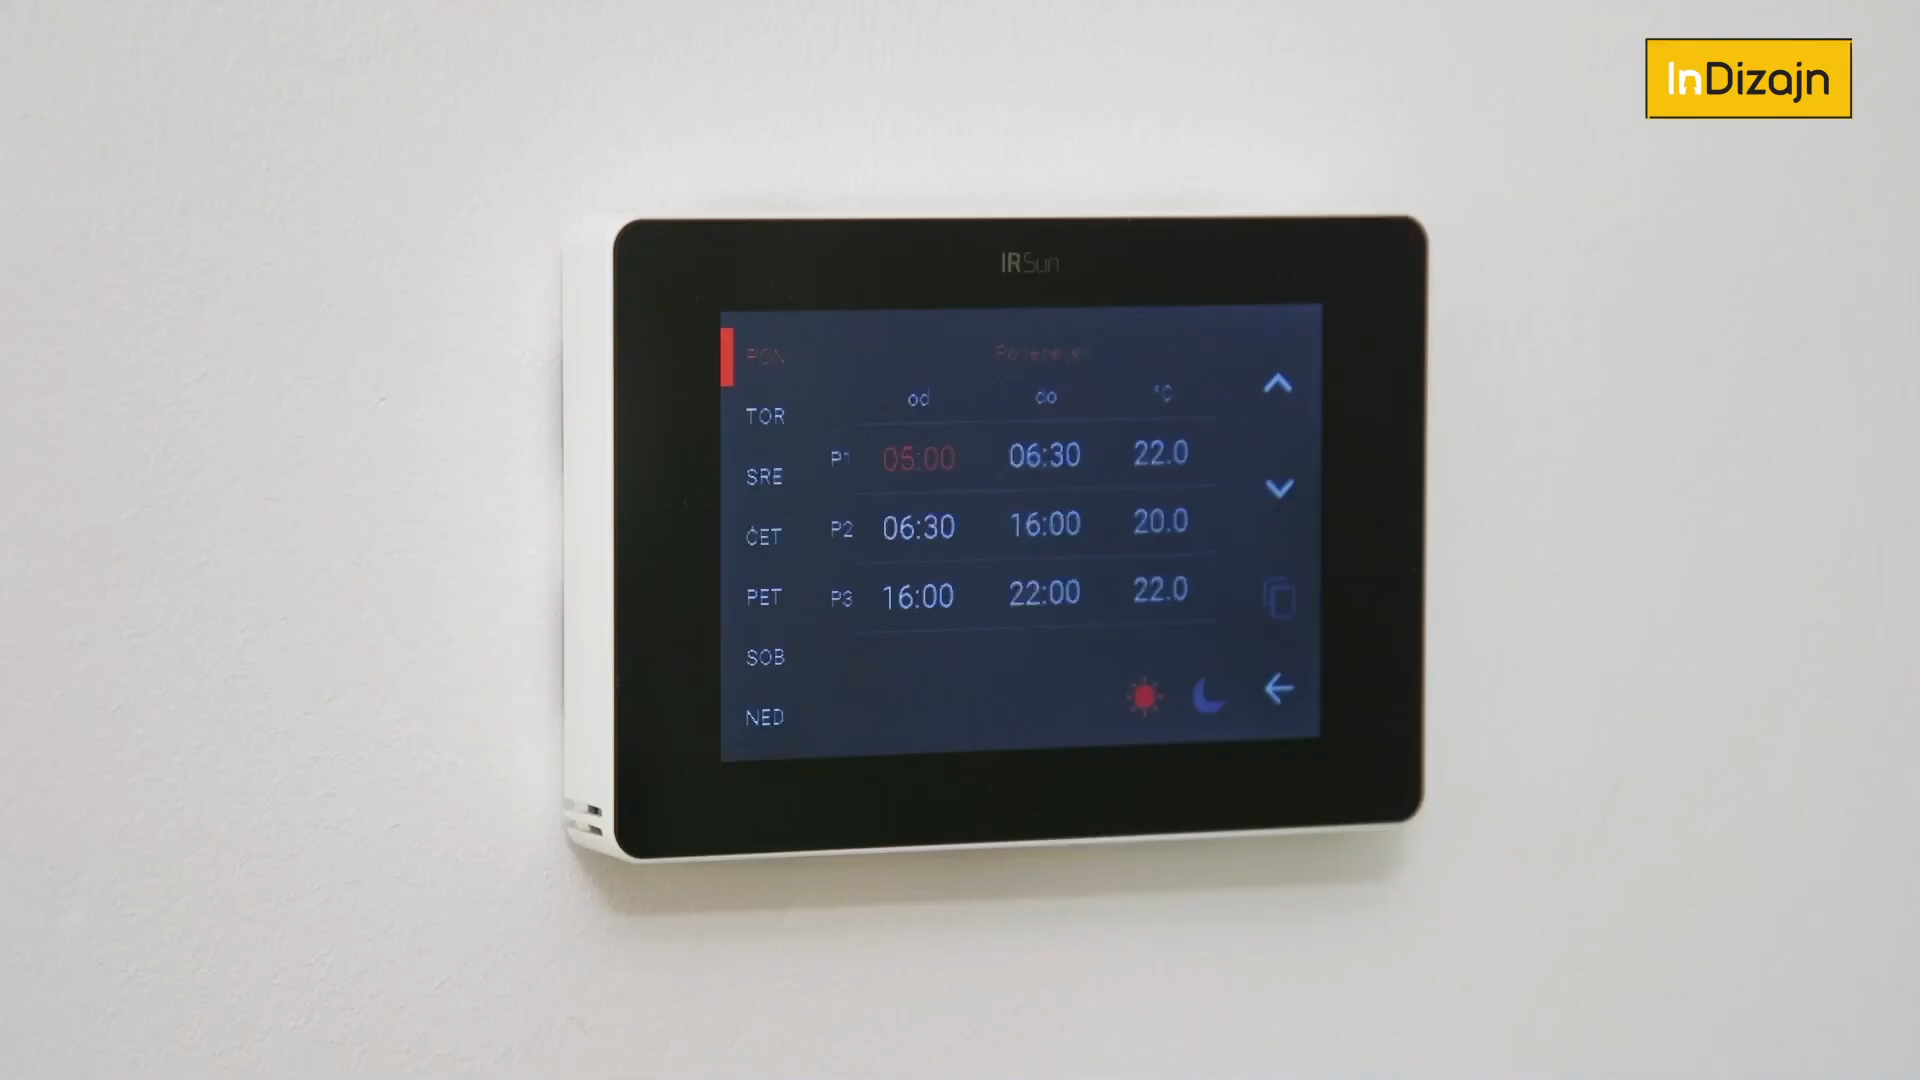 InDizajn
IRSun
PON
Ponedeljek
od do °C
TOR
P1 05:00 06:30 22.0
SRE
P2 06:30 16:00 20.0
ČET
P3 16:00 22:00 22.0
PET
SOB
NED